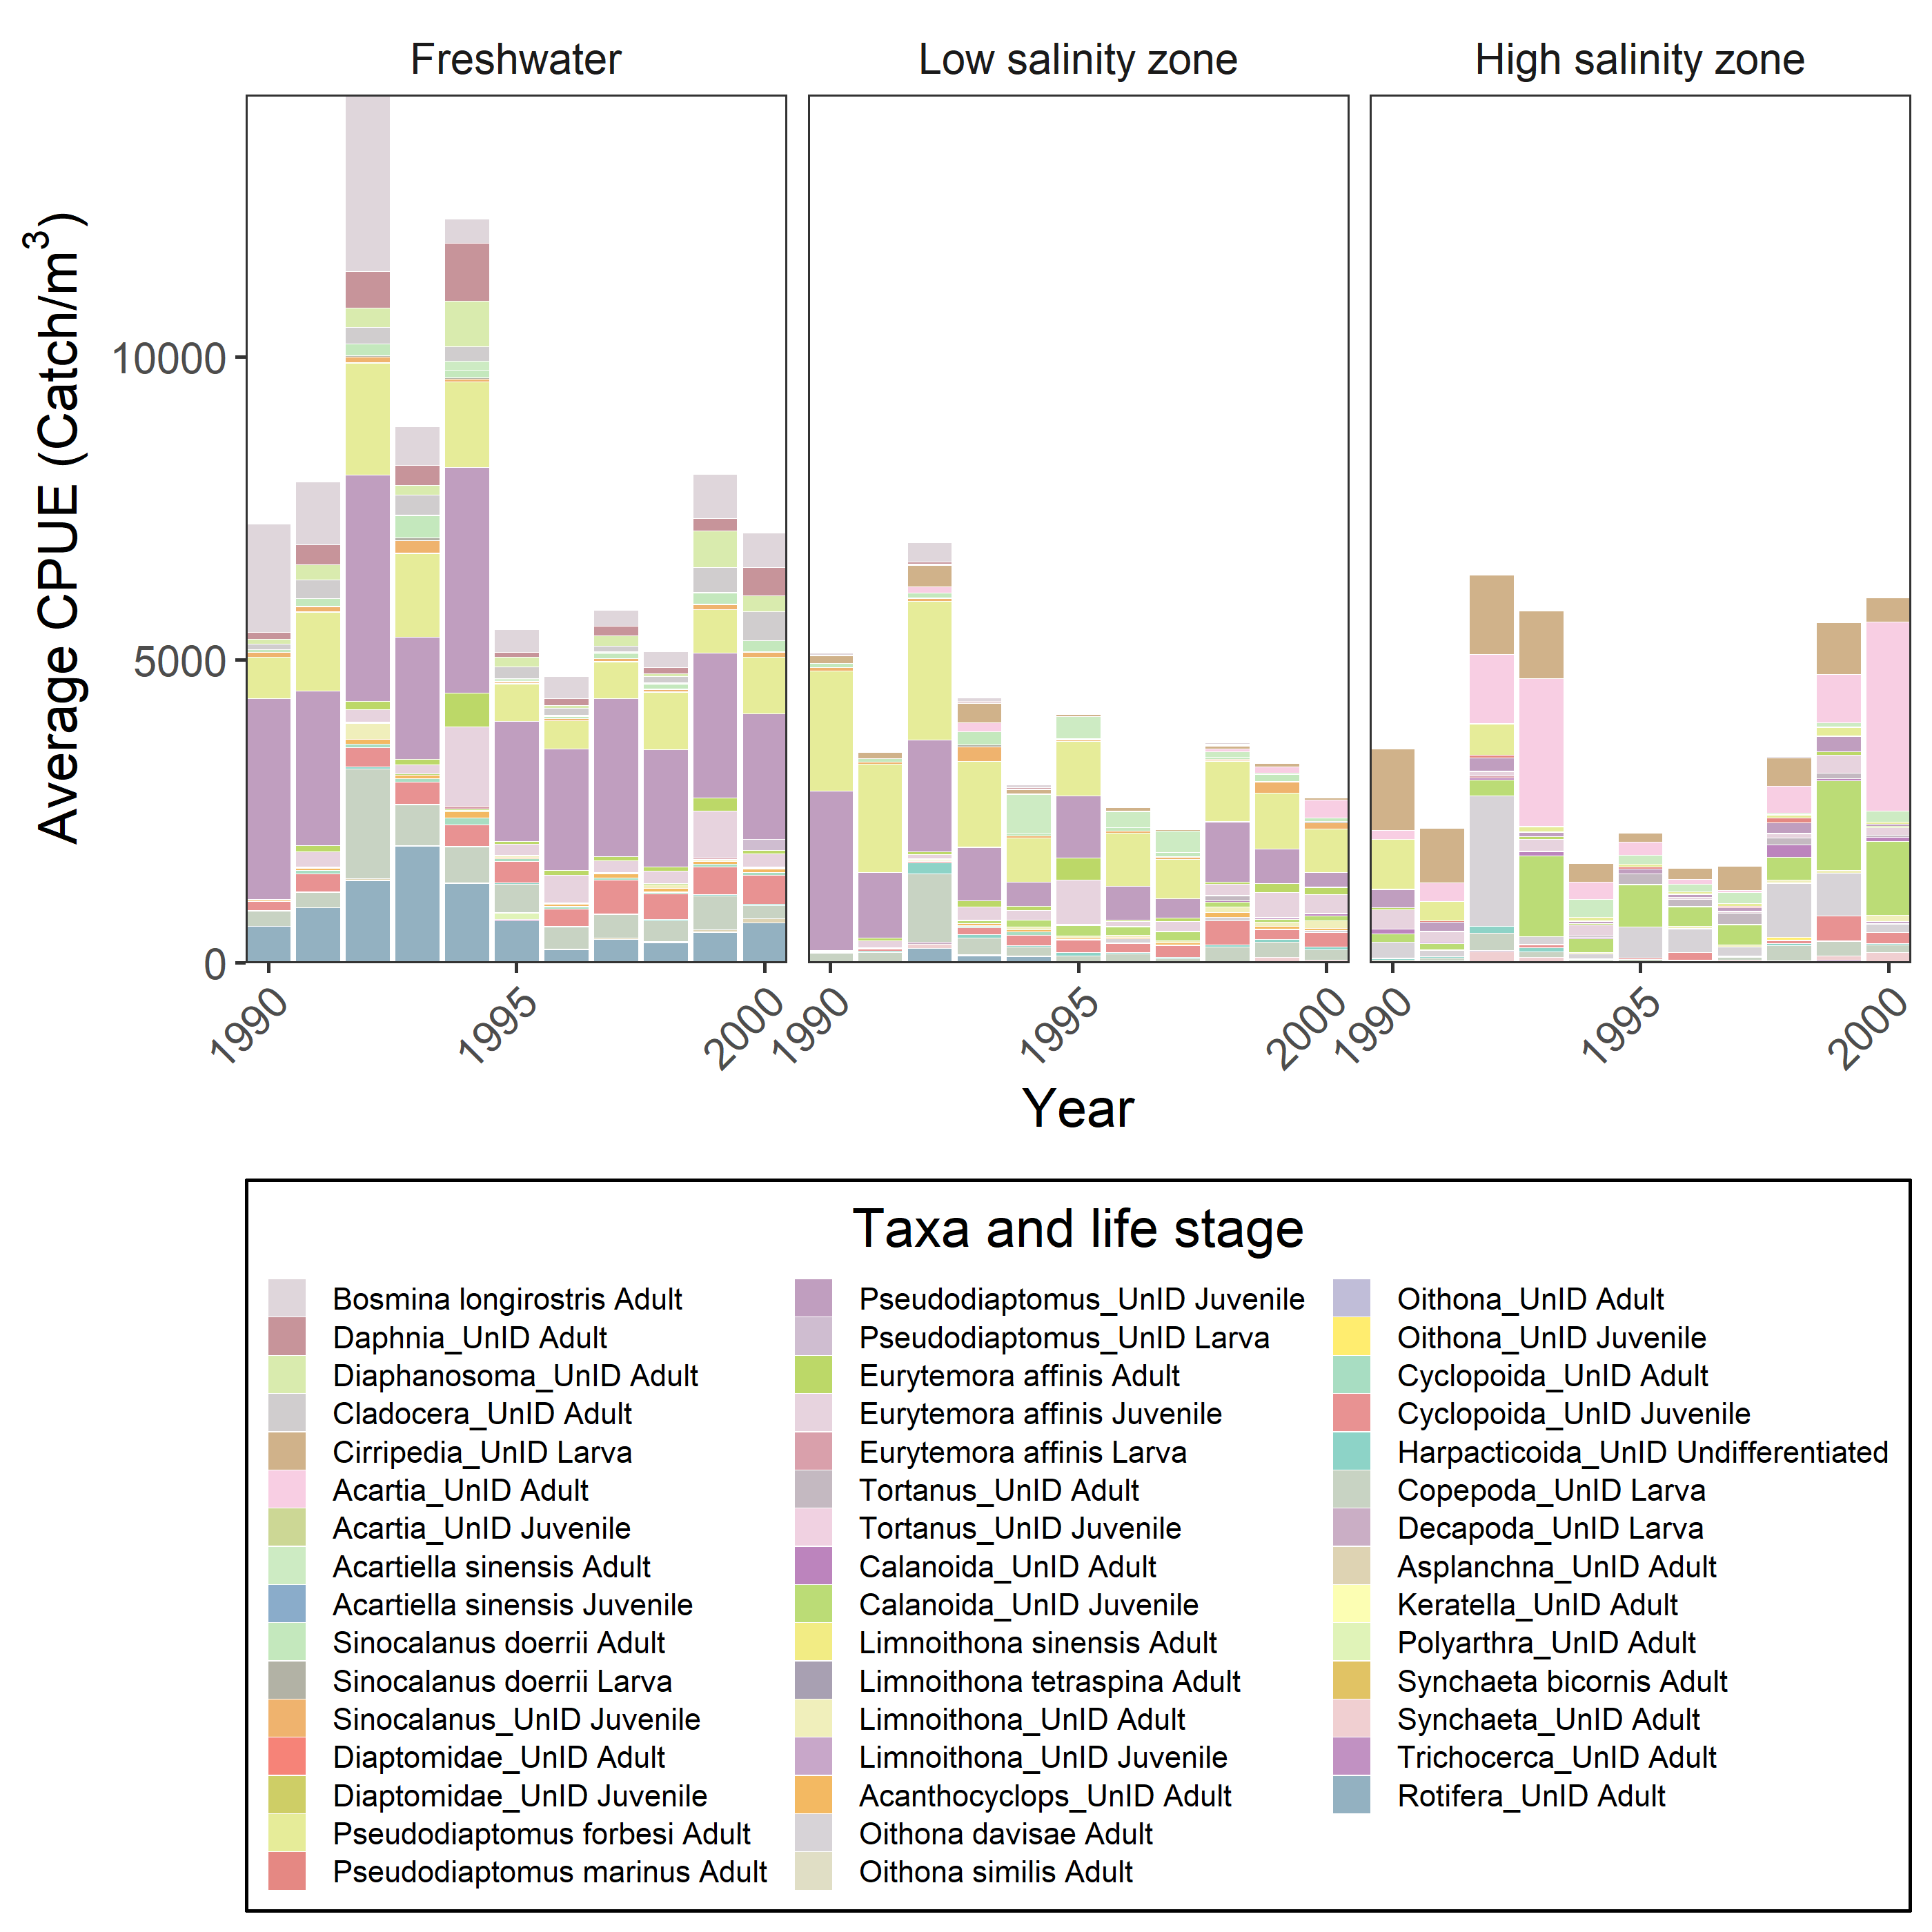 Freshwater
Low salinity zone
High salinity zone
Average CPUE (Catch/m³)
10000
5000
0
1990
1995
2000
1990
1995
2000
1990
1995
2000
Year
Taxa and life stage
Bosmina longirostris Adult
Daphnia_UnID Adult
Diaphanosoma_UnID Adult
Cladocera_UnID Adult
Cirripedia_UnID Larva
Acartia_UnID Adult
Acartia_UnID Juvenile
Acartiella sinensis Adult
Acartiella sinensis Juvenile
Sinocalanus doerrii Adult
Sinocalanus doerrii Larva
Sinocalanus_UnID Juvenile
Diaptomidae_UnID Adult
Diaptomidae_UnID Juvenile
Pseudodiaptomus forbesi Adult
Pseudodiaptomus marinus Adult
Pseudodiaptomus_UnID Juvenile
Pseudodiaptomus_UnID Larva
Eurytemora affinis Adult
Eurytemora affinis Juvenile
Eurytemora affinis Larva
Tortanus_UnID Adult
Tortanus_UnID Juvenile
Calanoida_UnID Adult
Calanoida_UnID Juvenile
Limnoithona sinensis Adult
Limnoithona tetraspina Adult
Limnoithona_UnID Adult
Limnoithona_UnID Juvenile
Acanthocyclops_UnID Adult
Oithona davisae Adult
Oithona similis Adult
Oithona_UnID Adult
Oithona_UnID Juvenile
Cyclopoida_UnID Adult
Cyclopoida_UnID Juvenile
Harpacticoida_UnID Undifferentiated
Copepoda_UnID Larva
Decapoda_UnID Larva
Asplanchna_UnID Adult
Keratella_UnID Adult
Polyarthra_UnID Adult
Synchaeta bicornis Adult
Synchaeta_UnID Adult
Trichocerca_UnID Adult
Rotifera_UnID Adult